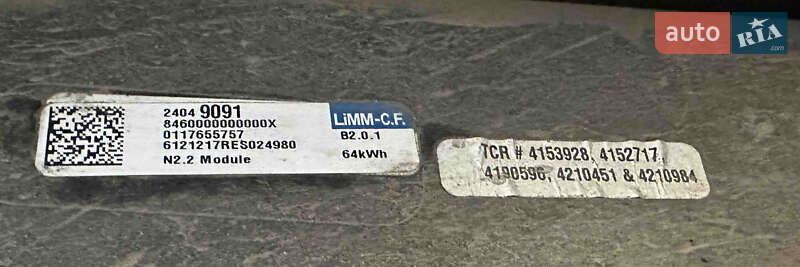 auto RIA.com
2404 9091
8460000000000X
0117655757
6121217RES024980
N2.2 Module
LiMM-C.F.
B2.0.1
64kWh
TCR # 4153928, 4152717,
4190596, 4210451 & 4210984